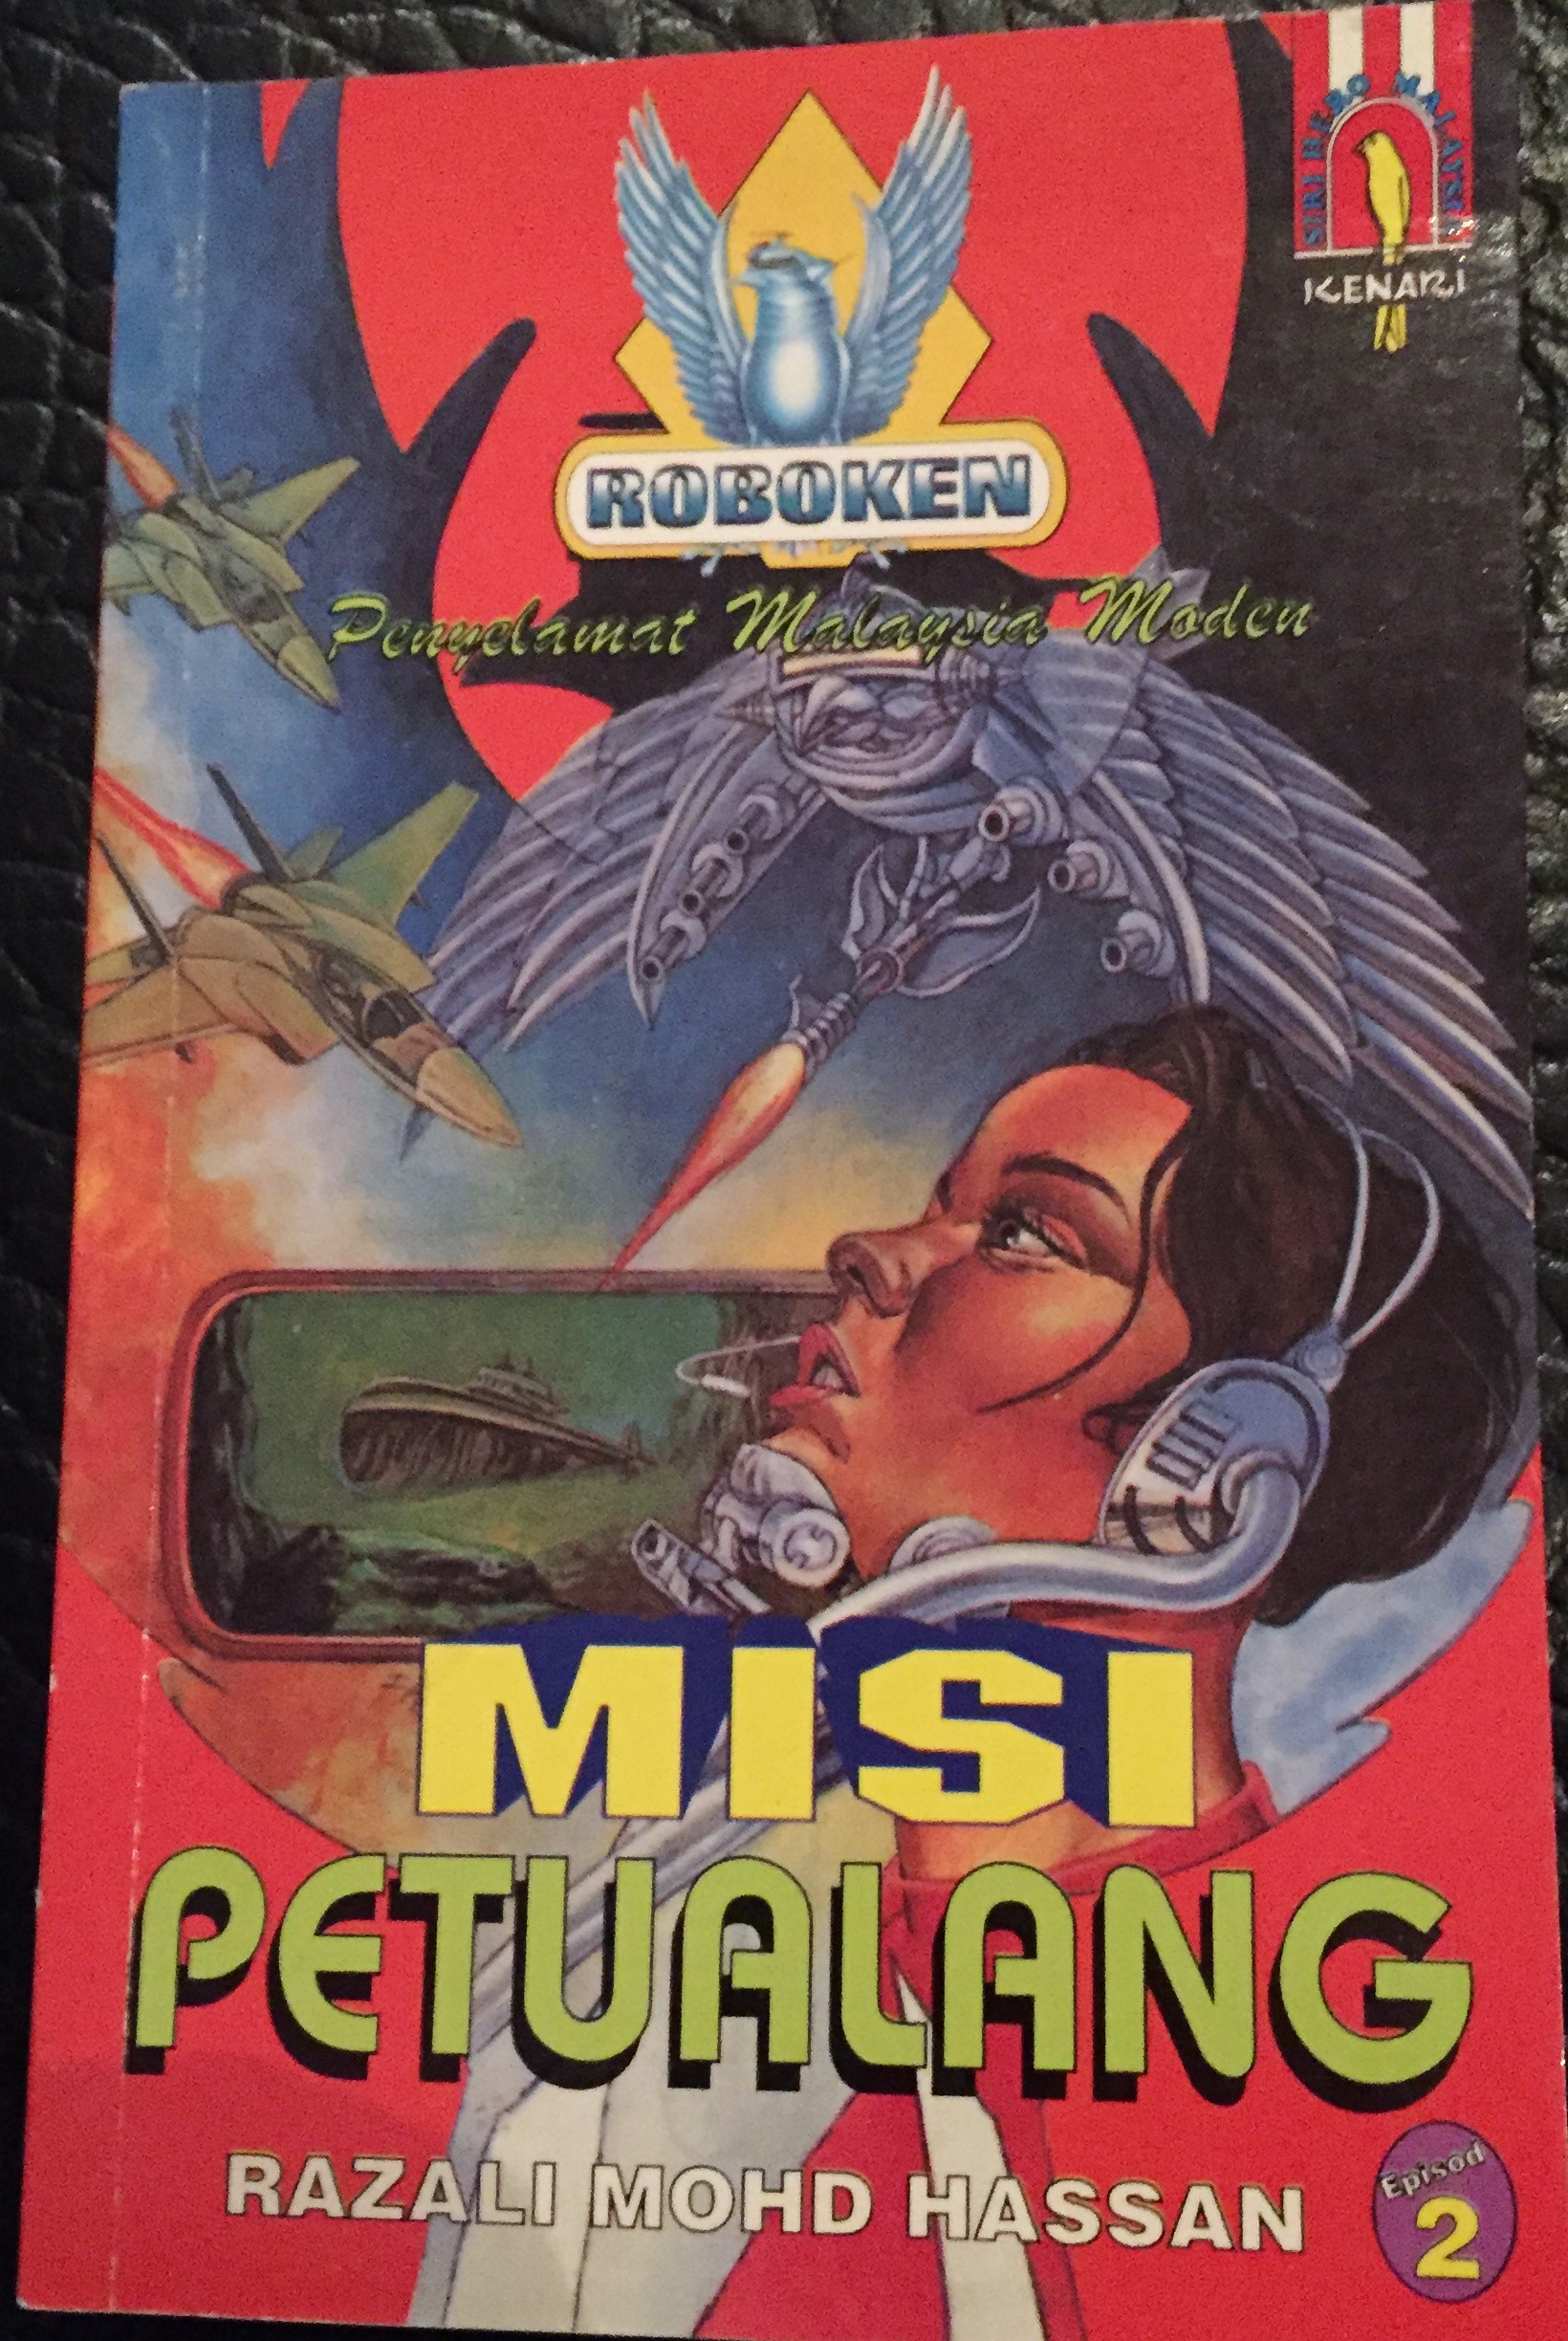 SIRI HERO MALAYSIA
KENARI
ROBOKEN
Penyelamat Malaysia Moden
MISI
PETUALANG
RAZALI MOHD HASSAN
Episod
2